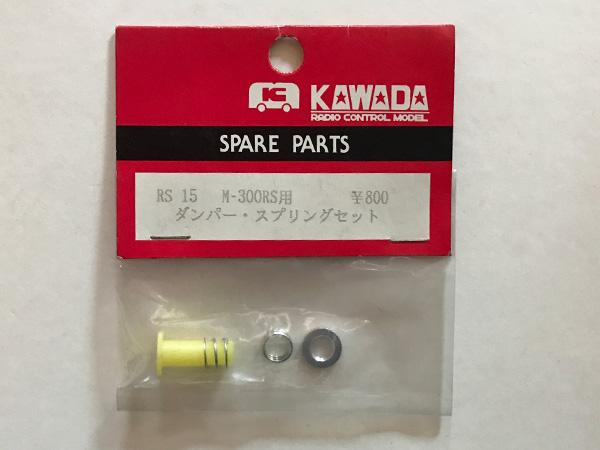 KAWADA
RADIO CONTROL MODEL
SPARE PARTS
RS 15 M-300RS用 ¥800
ダンパー・スプリングセット